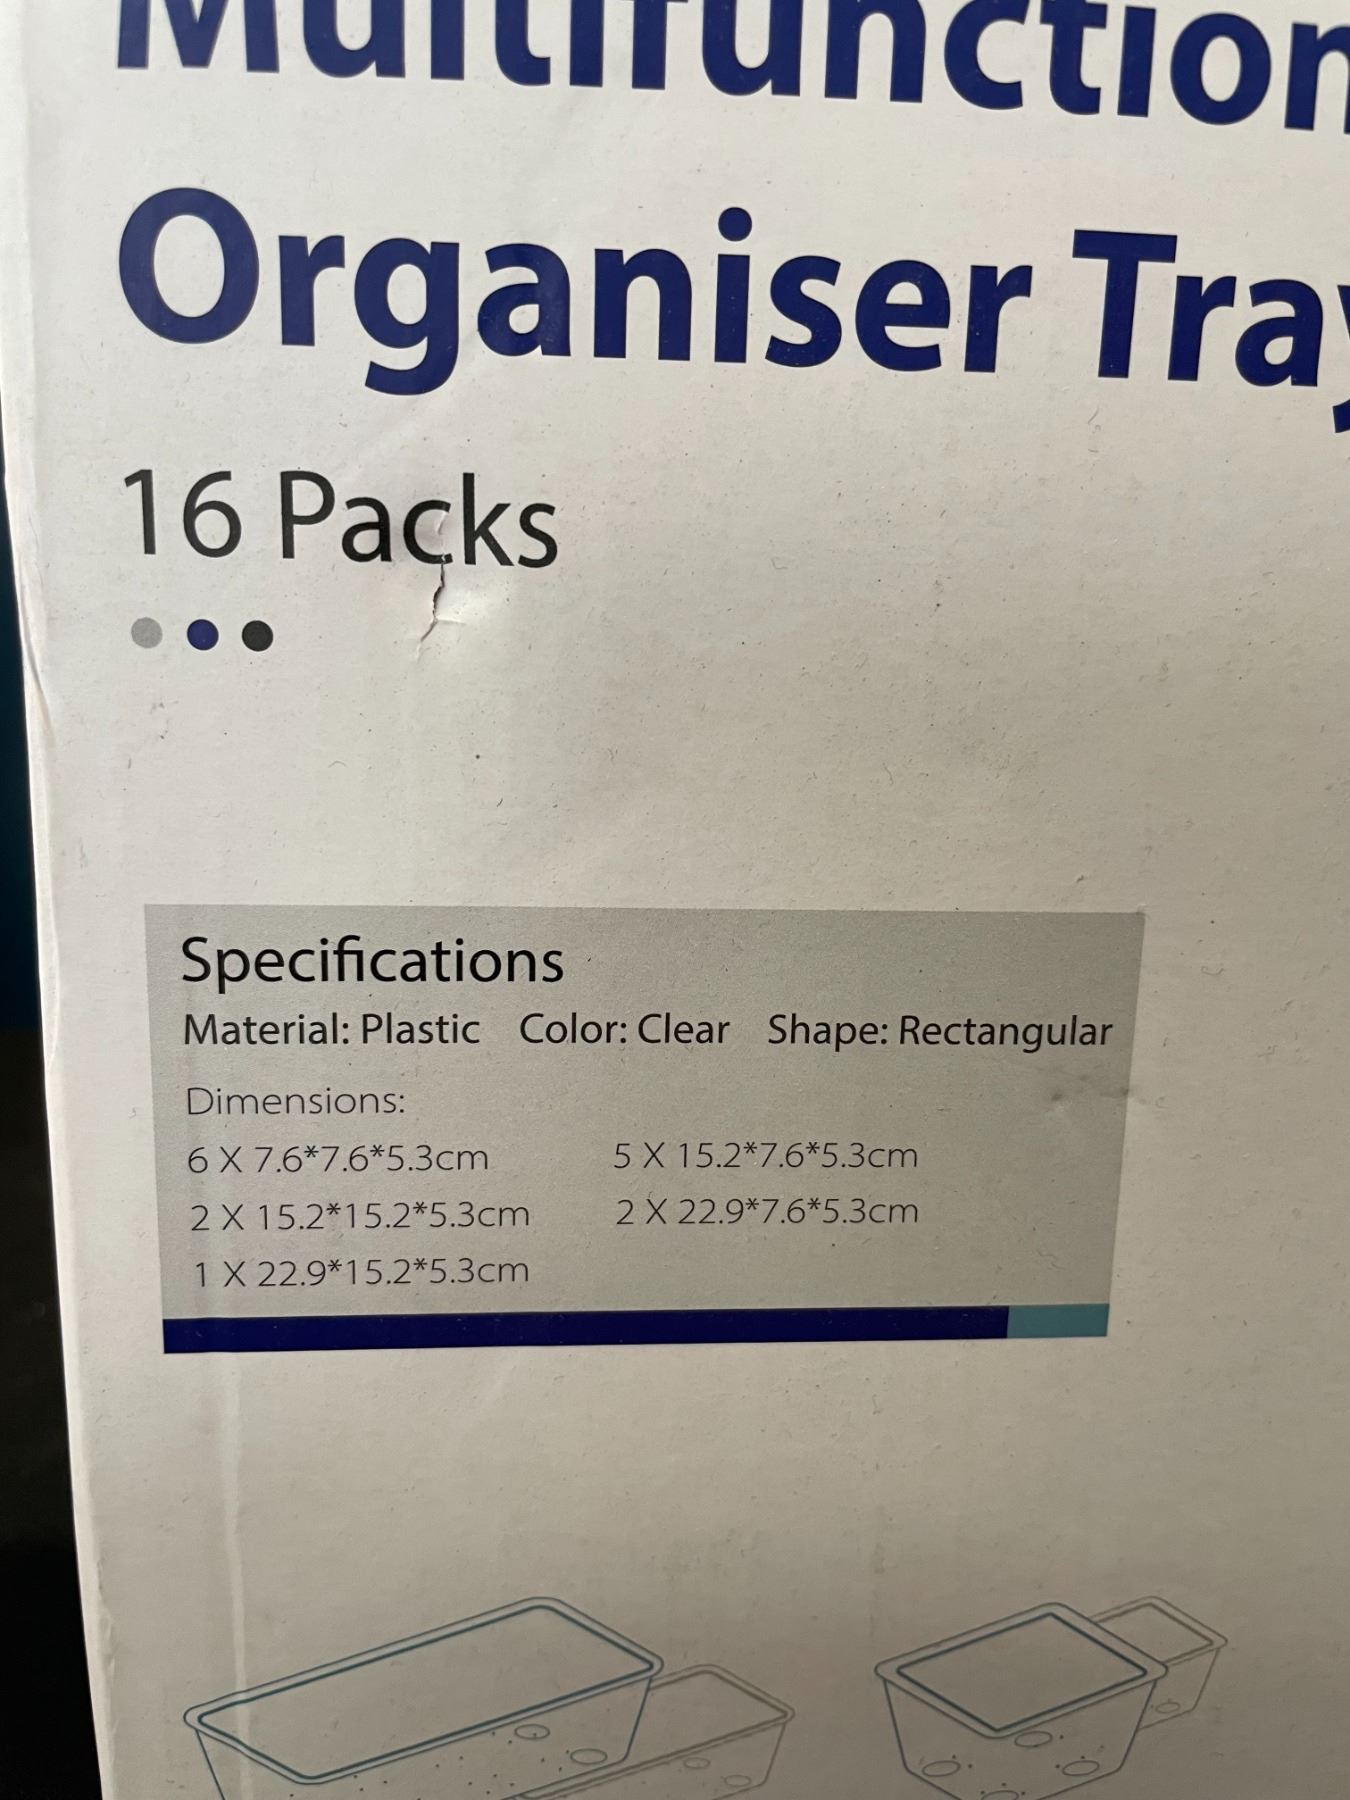 Multifunction
Organiser Tray
16 Packs
Specifications
Material: Plastic Color: Clear Shape: Rectangular
Dimensions:
6 X 7.6*7.6*5.3cm 5 X 15.2*7.6*5.3cm
2 X 15.2*15.2*5.3cm 2 X 22.9*7.6*5.3cm
1 X 22.9*15.2*5.3cm